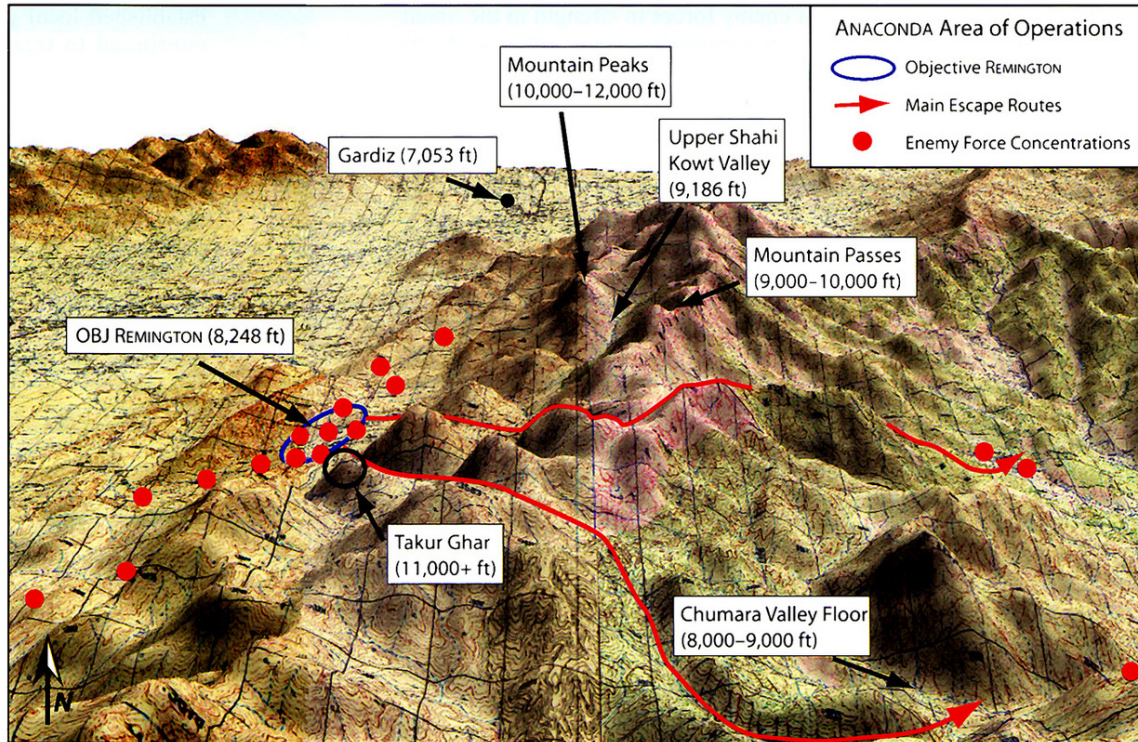 ANACONDA Area of Operations
Objective REMINGTON
Main Escape Routes
Enemy Force Concentrations
Mountain Peaks
(10,000–12,000 ft)
Gardiz (7,053 ft)
Upper Shahi
Kowt Valley
(9,186 ft)
Mountain Passes
(9,000–10,000 ft)
OBJ REMINGTON (8,248 ft)
Takur Ghar
(11,000+ ft)
Chumara Valley Floor
(8,000–9,000 ft)
N